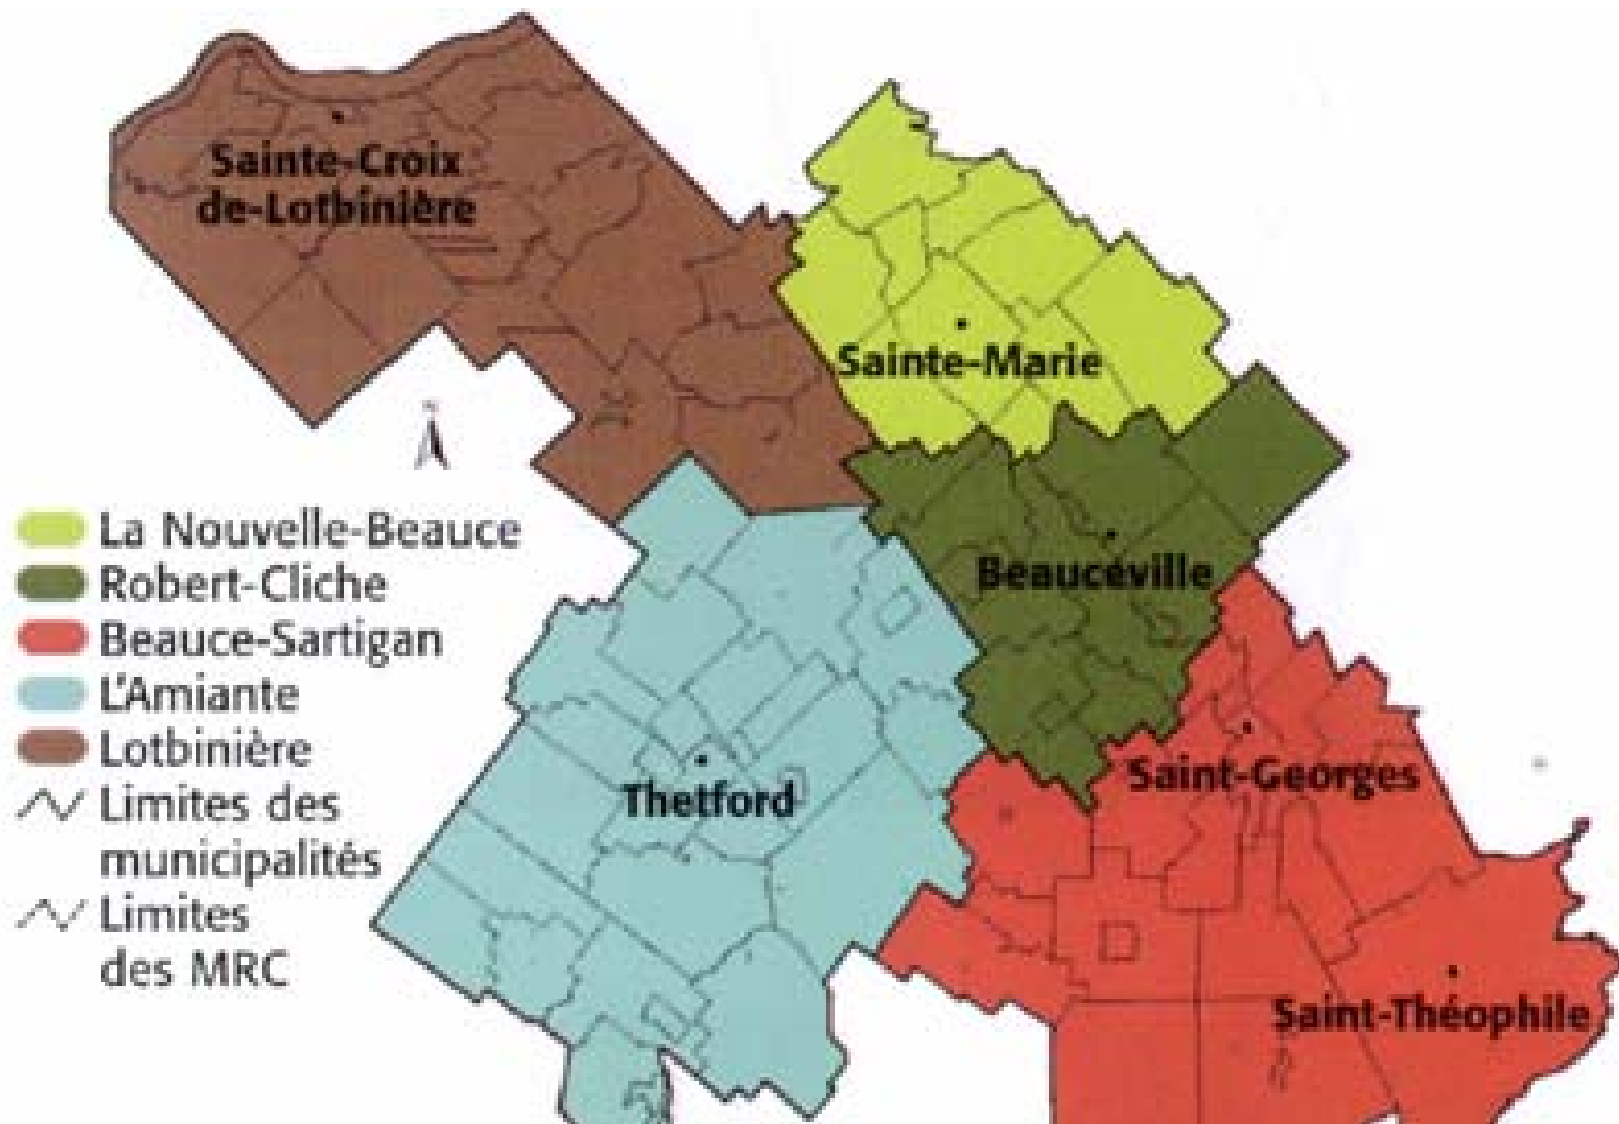 Sainte-Croix
de-Lotbinière
Sainte-Marie
La Nouvelle-Beauce
Robert-Cliche
Beauceville
Beauce-Sartigan
L'Amiante
Lotbinière
Saint-Georges
Thetford
Limites des
municipalités
Limites
des MRC
Saint-Théophile